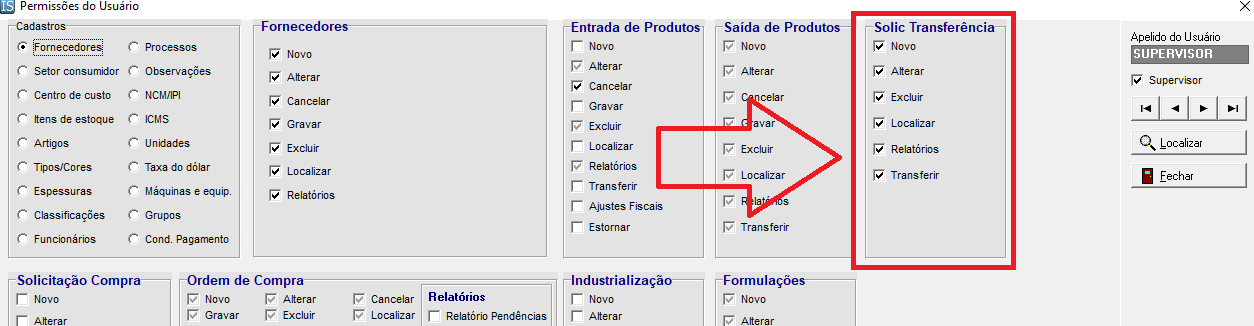 IS Permissões do Usuário
Cadastros
Fornecedores
Processos
Setor consumidor
Observações
Centro de custo
NCM/IPI
Itens de estoque
ICMS
Artigos
Unidades
Tipos/Cores
Taxa do dólar
Espessuras
Máquinas e equip.
Classificações
Grupos
Funcionários
Cond. Pagamento
Fornecedores
Novo
Alterar
Cancelar
Gravar
Excluir
Localizar
Relatórios
Entrada de Produtos
Novo
Alterar
Cancelar
Gravar
Excluir
Localizar
Relatórios
Transferir
Ajustes Fiscais
Estornar
Saída de Produtos
Novo
Alterar
Cancelar
Gravar
Excluir
Localizar
Relatórios
Transferir
Solic Transferência
Novo
Alterar
Excluir
Localizar
Relatórios
Transferir
Apelido do Usuário
SUPERVISOR
Supervisor
Localizar
Fechar
Solicitação Compra
Novo
Alterar
Ordem de Compra
Novo
Alterar
Cancelar
Gravar
Excluir
Localizar
Relatórios
Relatório Pendências
Industrialização
Novo
Alterar
Formulações
Novo
Alterar